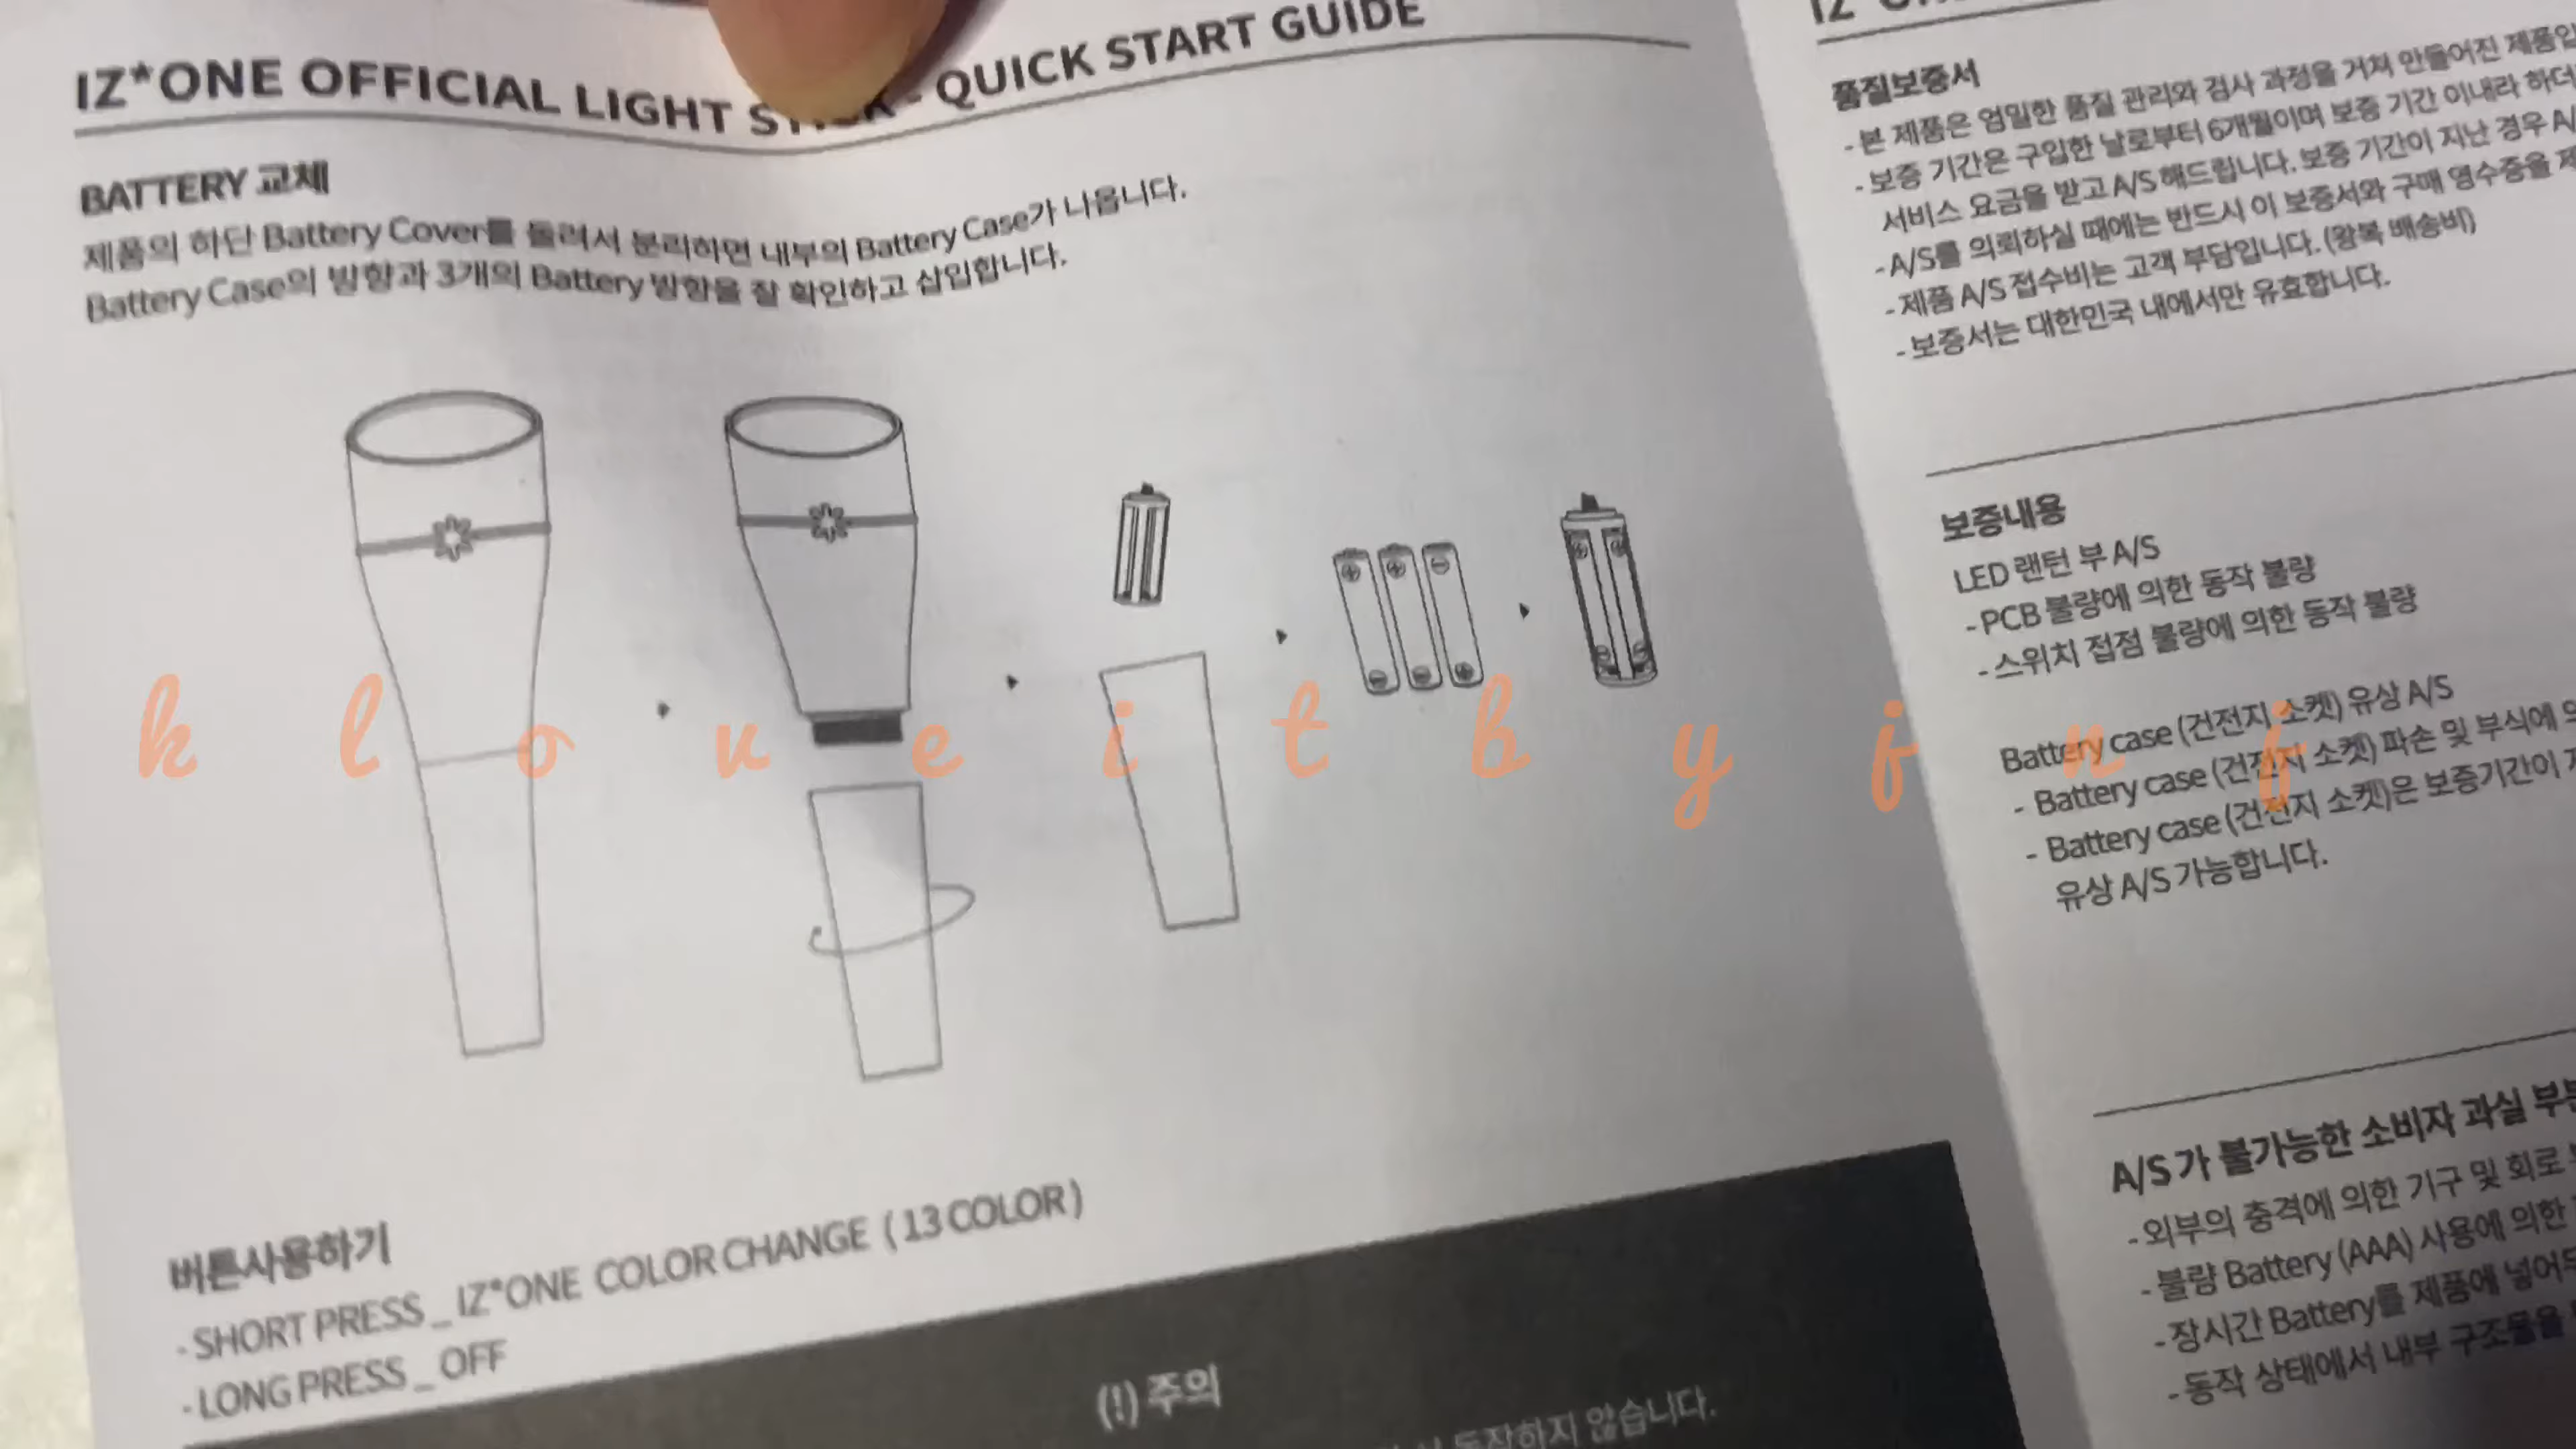 IZ*ONE OFFICIAL LIGHT STICK - QUICK START GUIDE
BATTERY 교체
제품의 하단 Battery Cover를 돌려서 분리하면 내부의 Battery Case가 나옵니다.
Battery Case의 방향과 3개의 Battery 방향을 잘 확인하고 삽입합니다.
k l o v e i t b y j n j
버튼사용하기
- SHORT PRESS _ IZ*ONE COLOR CHANGE ( 13 COLOR )
- LONG PRESS _ OFF
(!) 주의
동작하지 않습니다.
품질보증서
- 본 제품은 엄밀한 품질 관리와 검사 과정을 거쳐 만들어진
- 보증 기간은 구입한 날로부터 6개월이며 보증 기간 이내라
서비스 요금을 받고 A/S 해드립니다. 보증 기간이 지난 경우
- A/S를 의뢰하실 때에는 반드시 이 보증서와 구매 영수증을
- 제품 A/S 접수비는 고객 부담입니다. (왕복 배송비)
- 보증서는 대한민국 내에서만 유효합니다.
보증내용
LED 랜턴 부 A/S
- PCB 불량에 의한 동작 불량
- 스위치 접점 불량에 의한 동작 불량
Battery case (건전지 소켓) 유상 A/S
- Battery case (건전지 소켓) 파손 및 부식에
- Battery case (건전지 소켓)은 보증기간이
유상 A/S 가능합니다.
A/S 가 불가능한 소비자 과실
- 외부의 충격에 의한 기구 및 회로
- 불량 Battery (AAA) 사용에 의한
- 장시간 Battery를 제품에
- 동작 상태에서 내부 구조물을